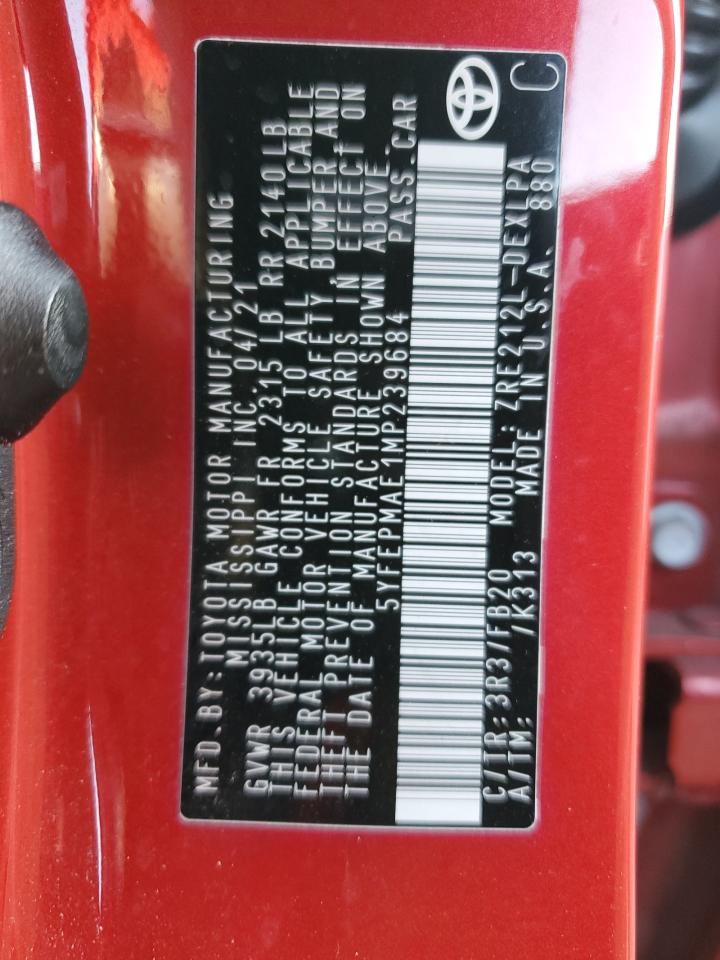 MFD.BY:TOYOTA MOTOR MANUFACTURING
MISSISSIPPI INC.04/21
GVWR 3935LB GAWR FR 2315 LB RR 2140LB
THIS VEHICLE CONFORMS TO ALL APPLICABLE
FEDERAL MOTOR VEHICLE SAFETY, BUMPER AND
THEFT PREVENTION STANDARDS IN EFFECT ON
THE DATE OF MANUFACTURE SHOWN ABOVE.
5YFEPMAE1MP239684 PASS.CAR
C/TR:3R3/FB20 MODEL:ZRE212L-DEXLPA
A/TM: /K313 MADE IN U.S.A. 880
C